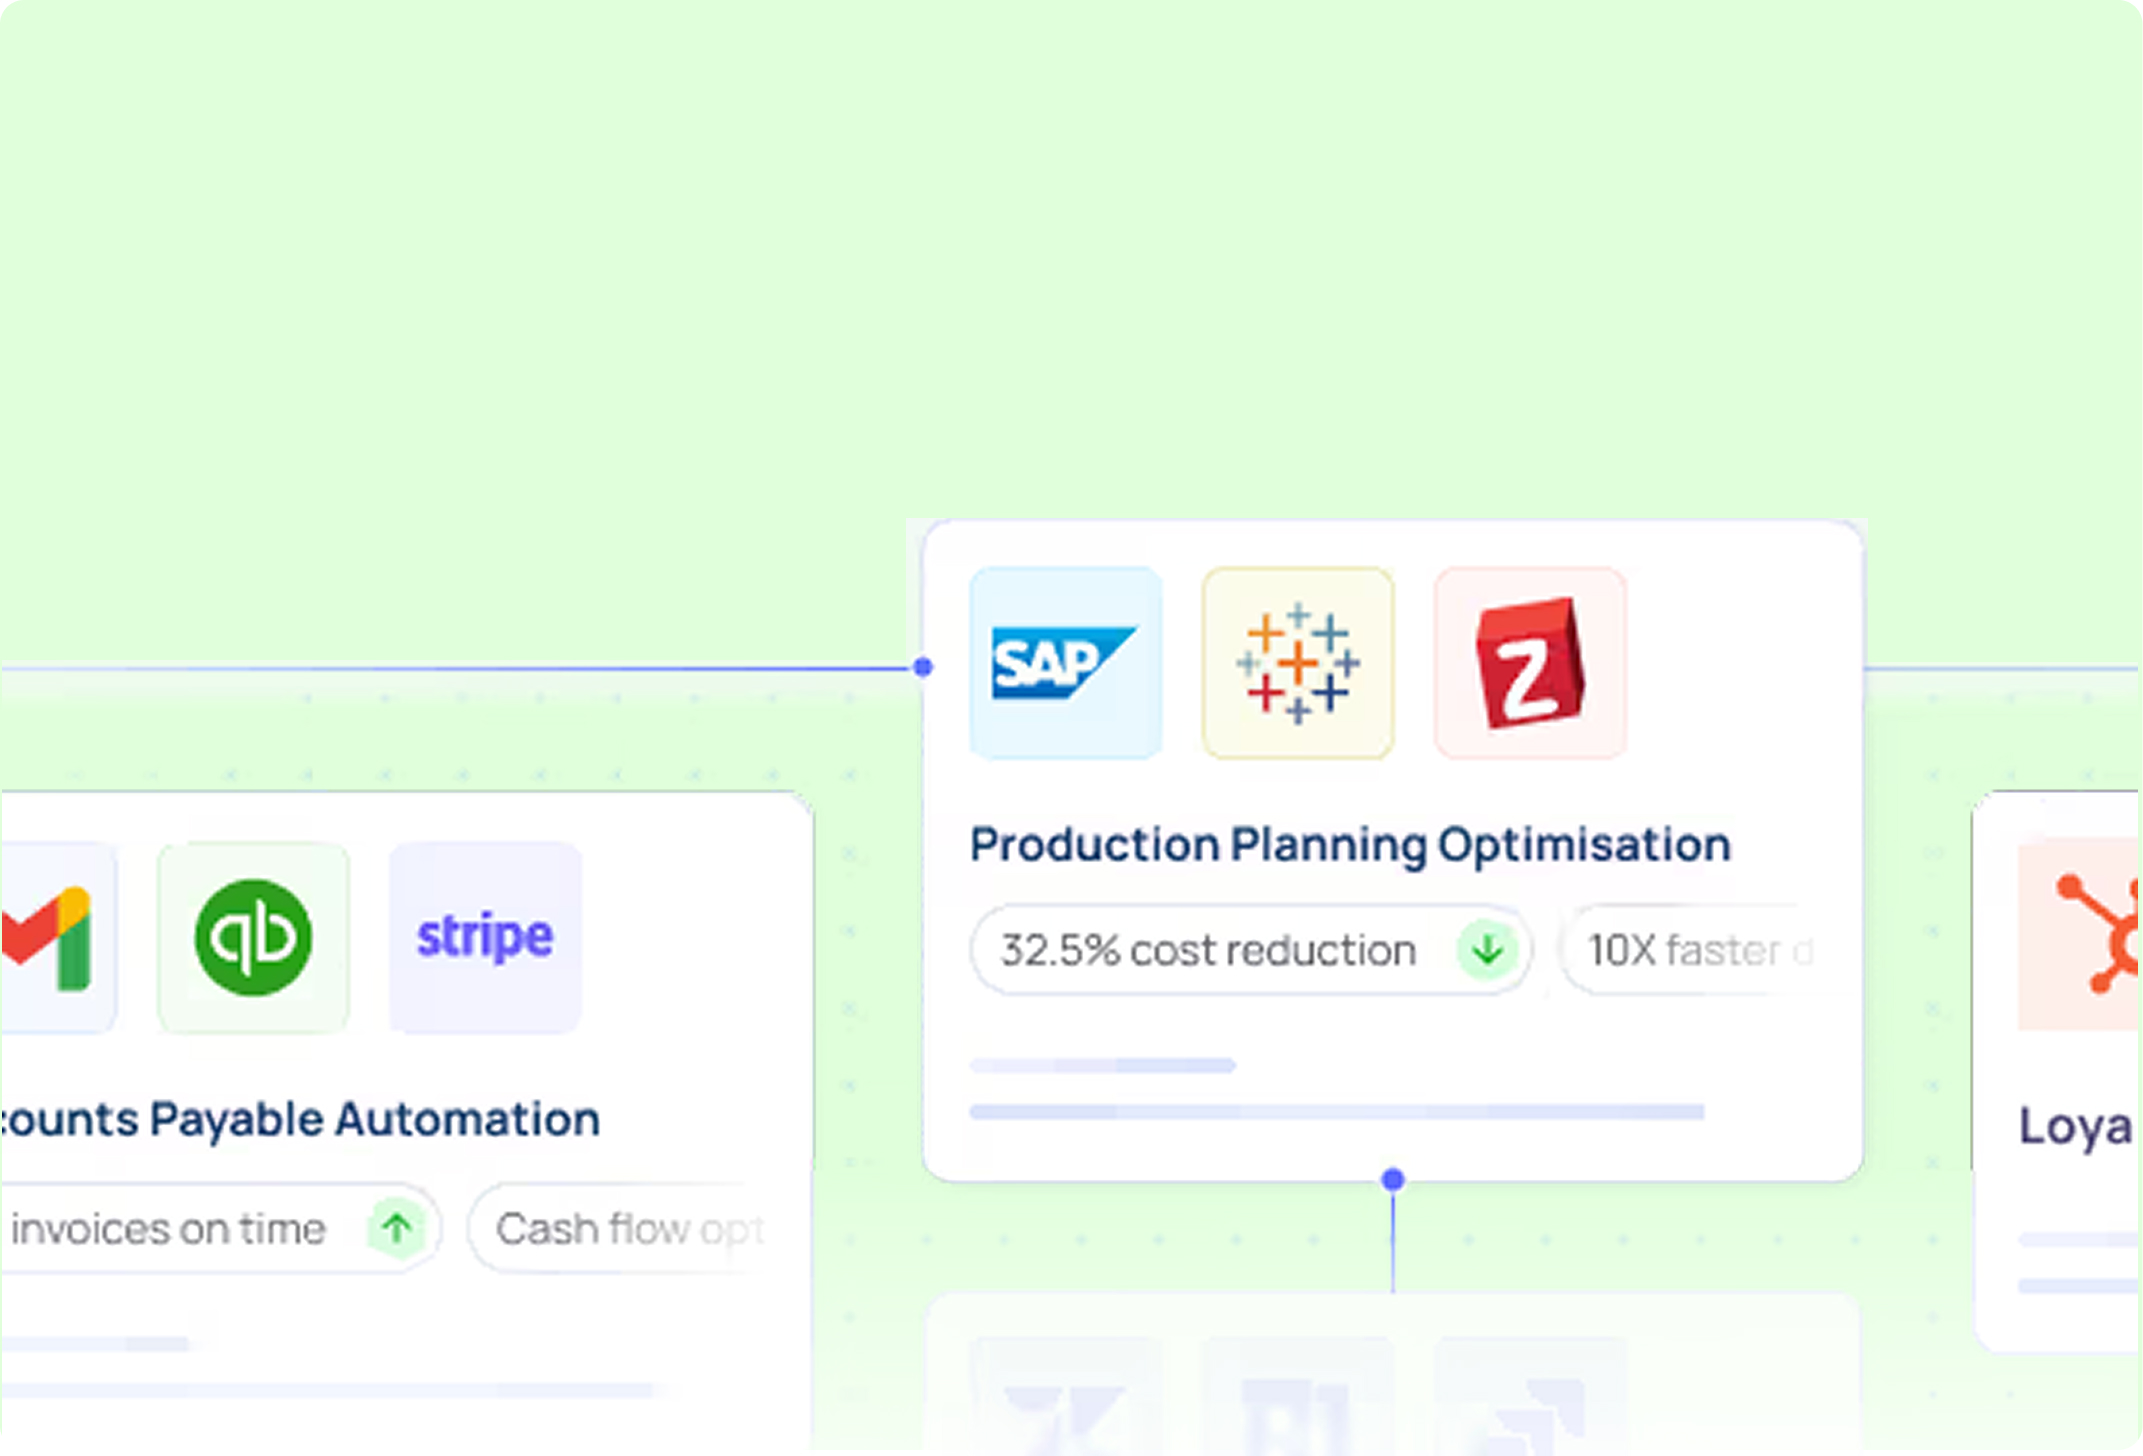 SAP
Z
Production Planning Optimisation
32.5% cost reduction
10X faster d
qb
stripe
counts Payable Automation
invoices on time
Cash flow opt
Loya